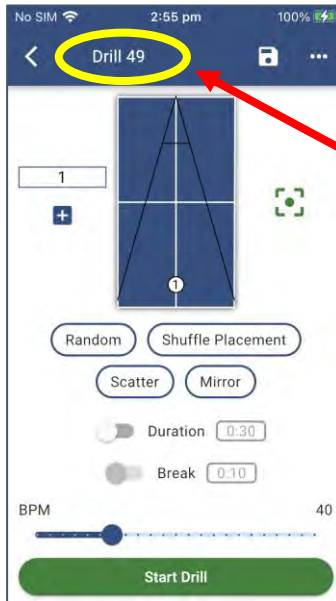 No SIM 2:55 pm 100%
Drill 49
1
1
Random Shuffle Placement
Scatter Mirror
Duration 0:30
Break 0:10
BPM 40
Start Drill